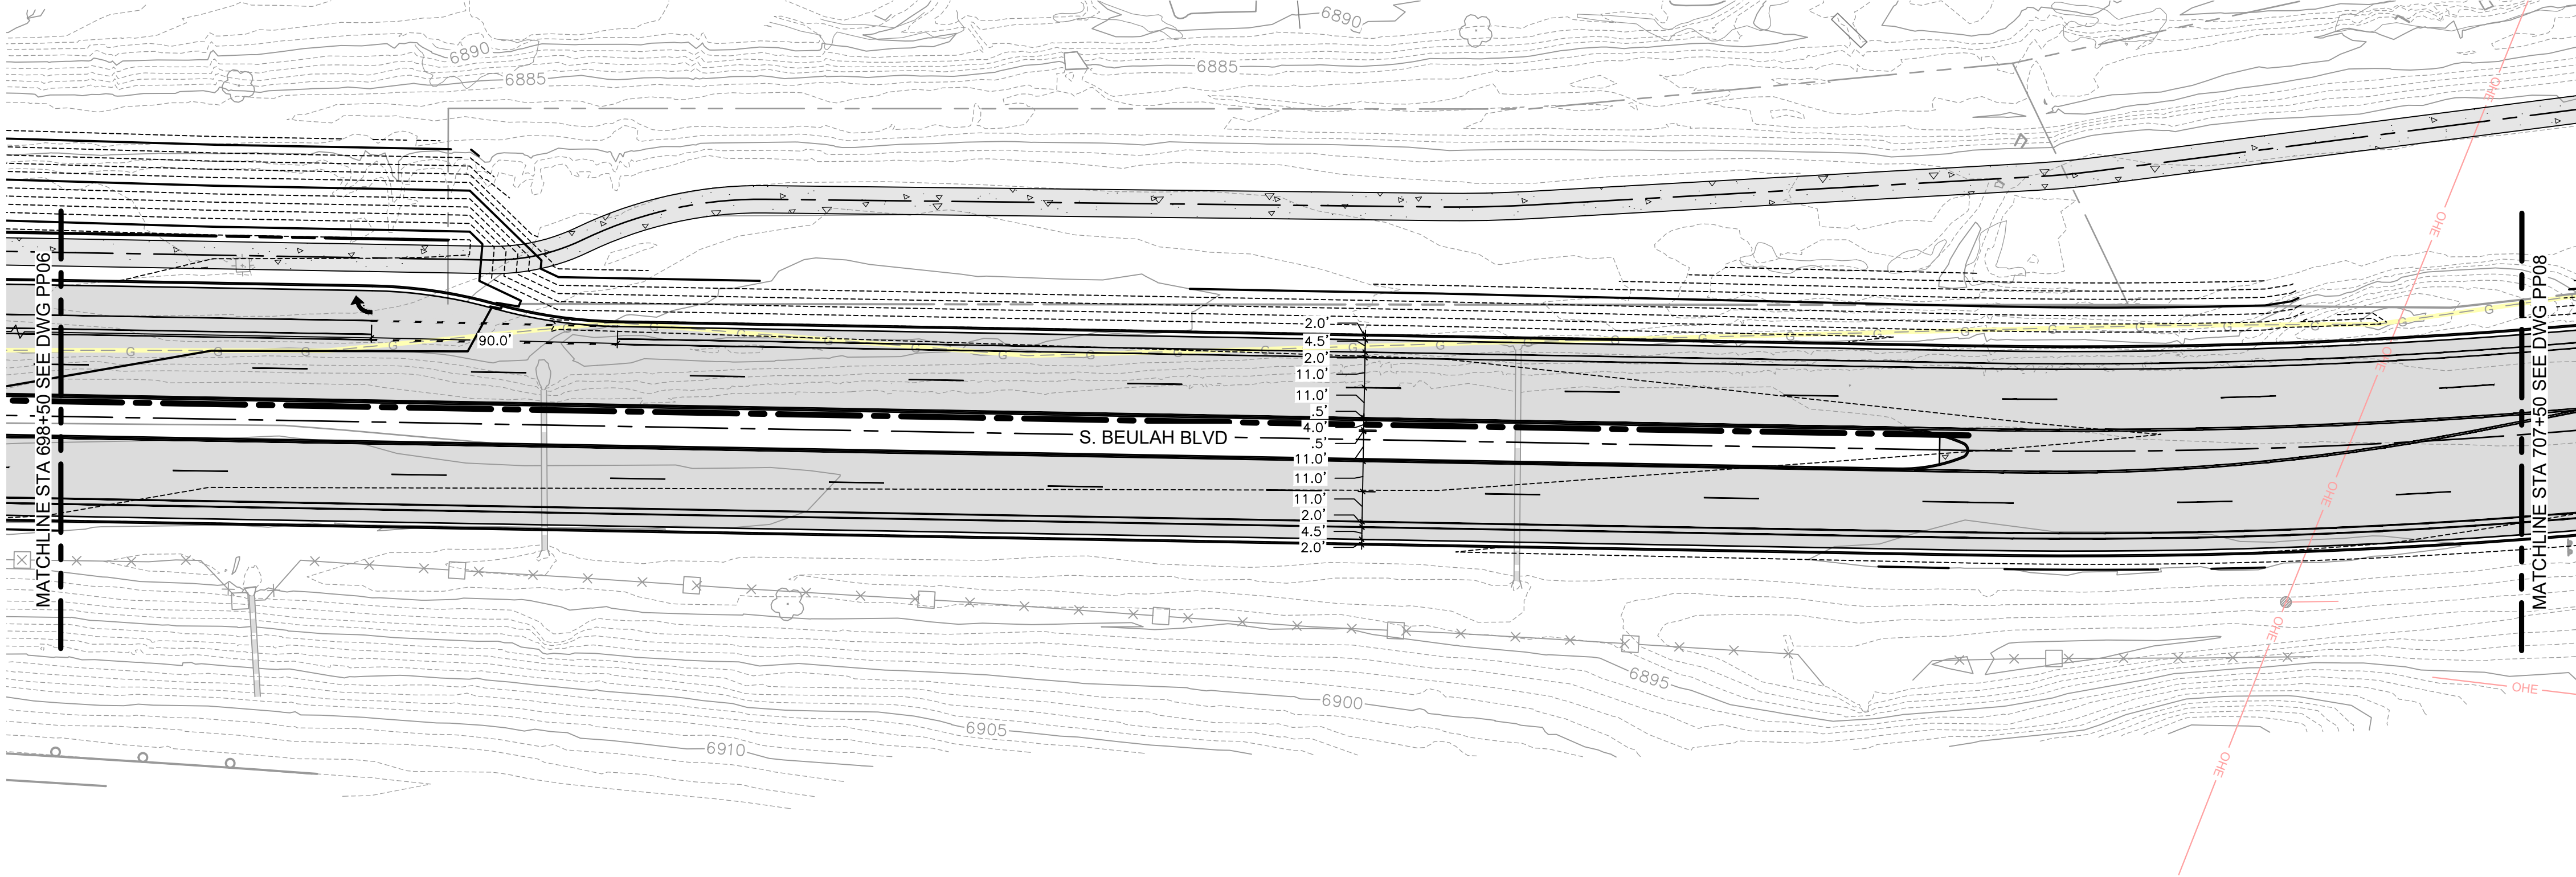 6890
6890
6885
6885
OHE
OHE
OHE
OHE
OHE
OHE
OHE
MATCHLINE STA 698+50 SEE DWG PP06
MATCHLINE STA 707+50 SEE DWG PP08
90.0'
G G G G G G G G G G G G G G G G G G G G G
2.0'
4.5'
2.0'
11.0'
11.0'
.5'
4.0'
.5'
11.0'
11.0'
11.0'
2.0'
4.5'
2.0'
S. BEULAH BLVD
6895
6900
6905
6910